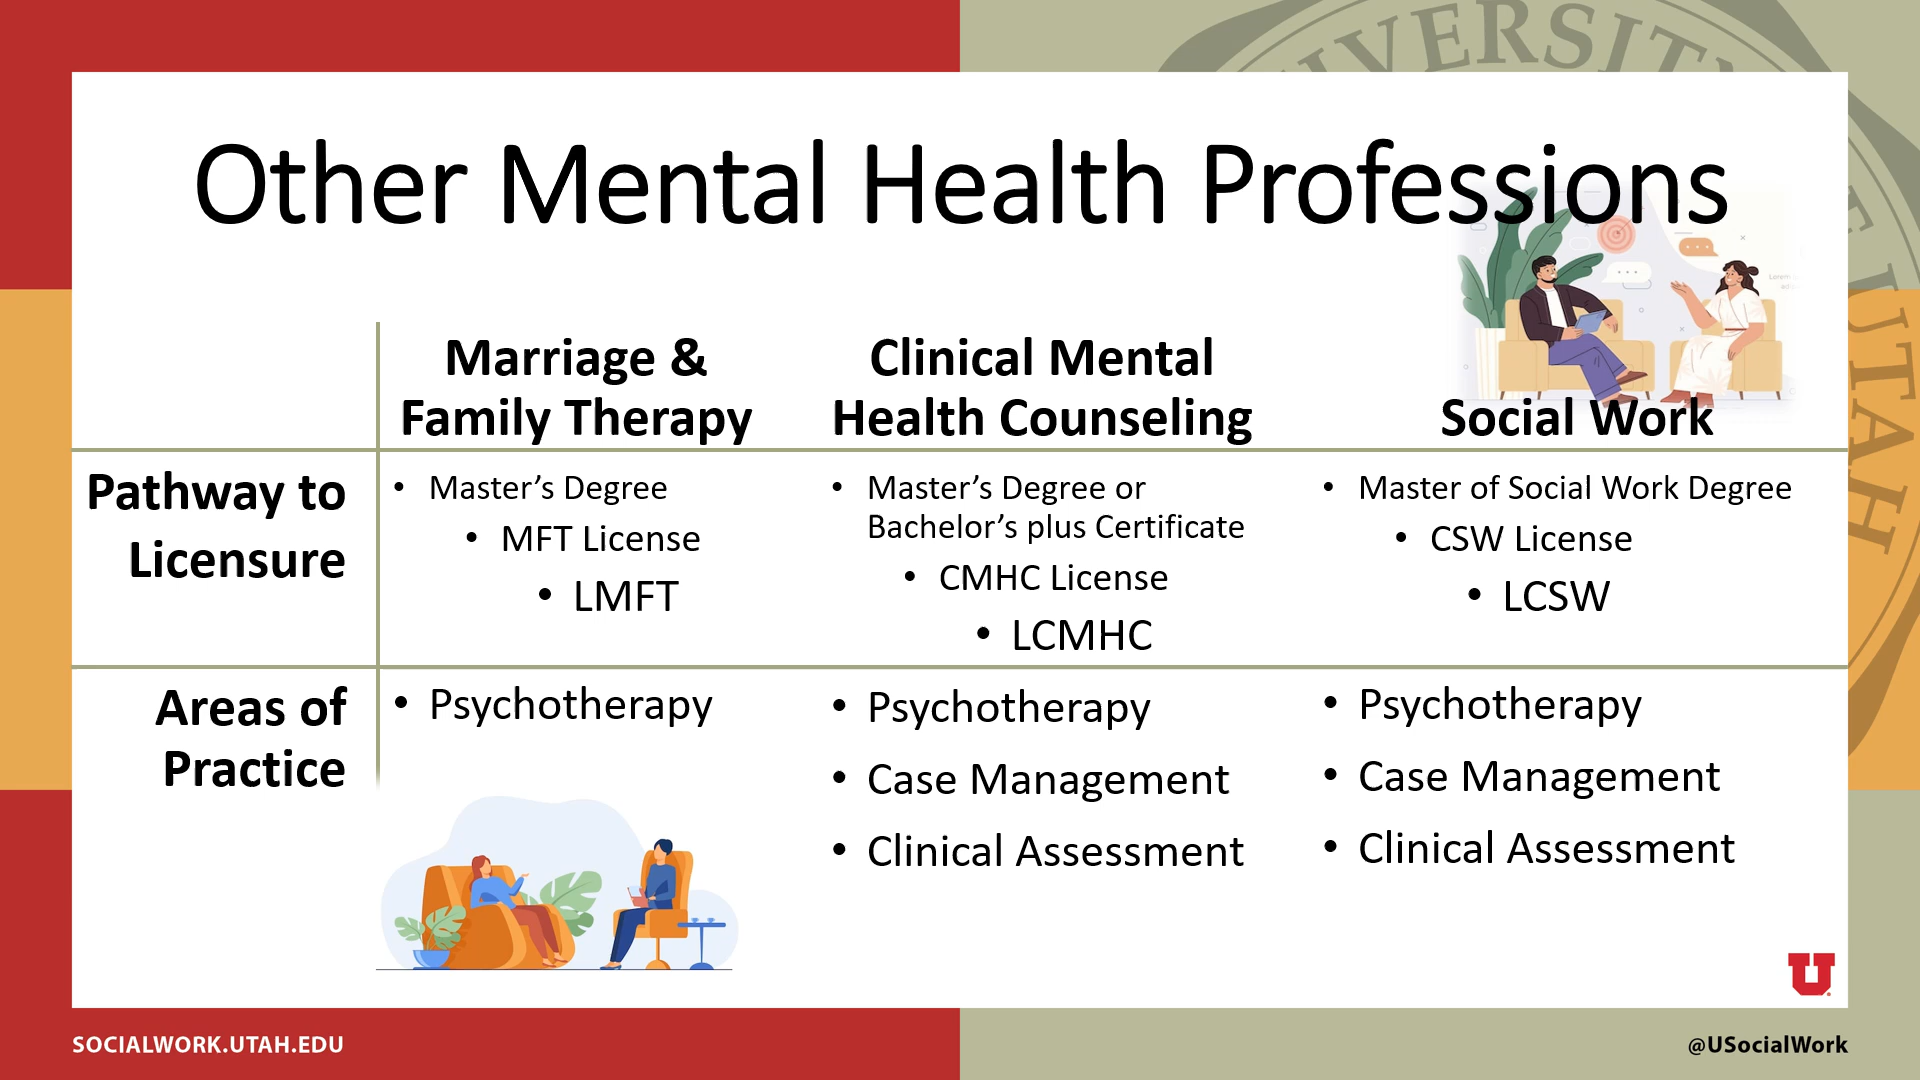 UNIVERSITY
UTAH
Other Mental Health Professions
Marriage &
Family Therapy
Clinical Mental
Health Counseling
Social Work
Pathway to
Licensure
• Master’s Degree
• MFT License
• LMFT
• Master’s Degree or
Bachelor’s plus Certificate
• CMHC License
• LCMHC
• Master of Social Work Degree
• CSW License
• LCSW
Areas of
Practice
• Psychotherapy
• Psychotherapy
• Case Management
• Clinical Assessment
• Psychotherapy
• Case Management
• Clinical Assessment
U
SOCIALWORK.UTAH.EDU
@USocialWork